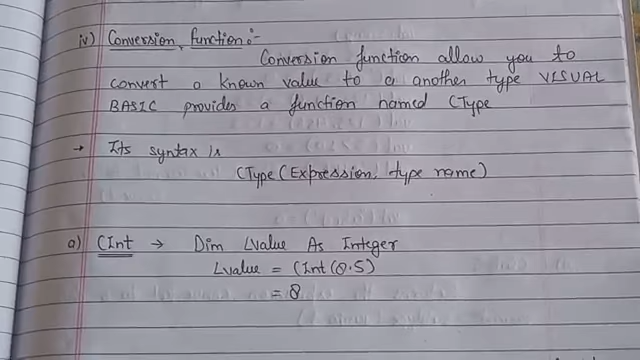 iv) Conversion function:-
Conversion function allow you to
convert a known value to a another type VISUAL
BASIC provides a function named CType
→ Its syntax is
CType (Expression, type name)
a) CInt → Dim Lvalue As Integer
Lvalue = CInt (8.5)
= 8